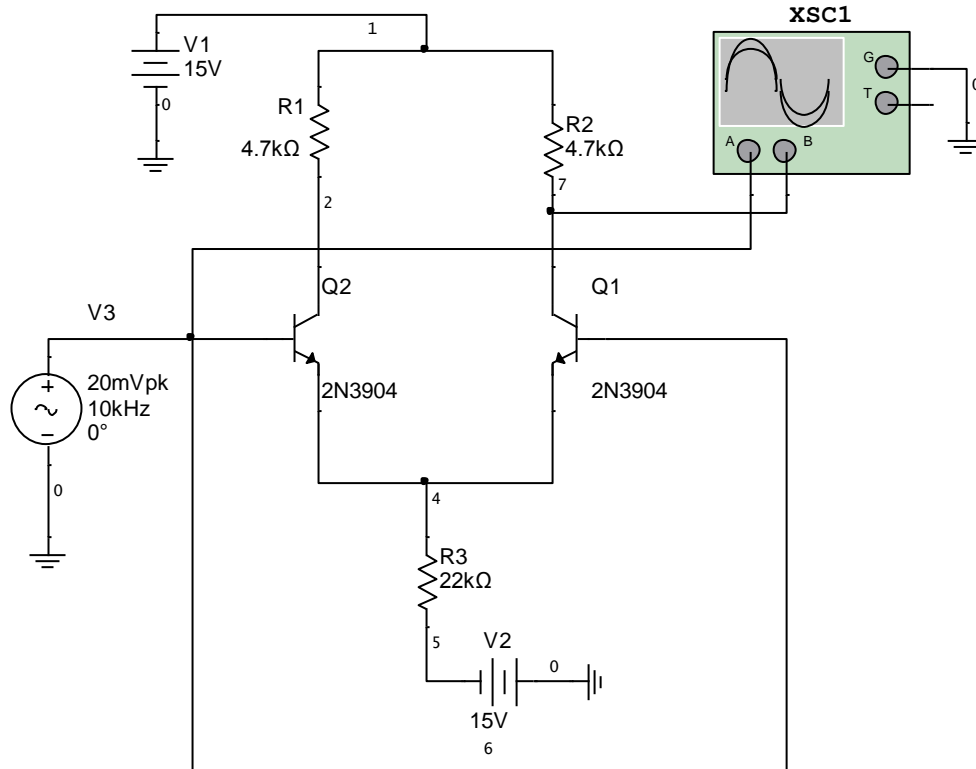 XSC1
1
V1
15V
0
G
T
0
A
B
R1
4.7kΩ
R2
4.7kΩ
7
2
Q2
Q1
V3
20mVpk
10kHz
0°
2N3904
2N3904
0
4
R3
22kΩ
5
V2
0
15V
6